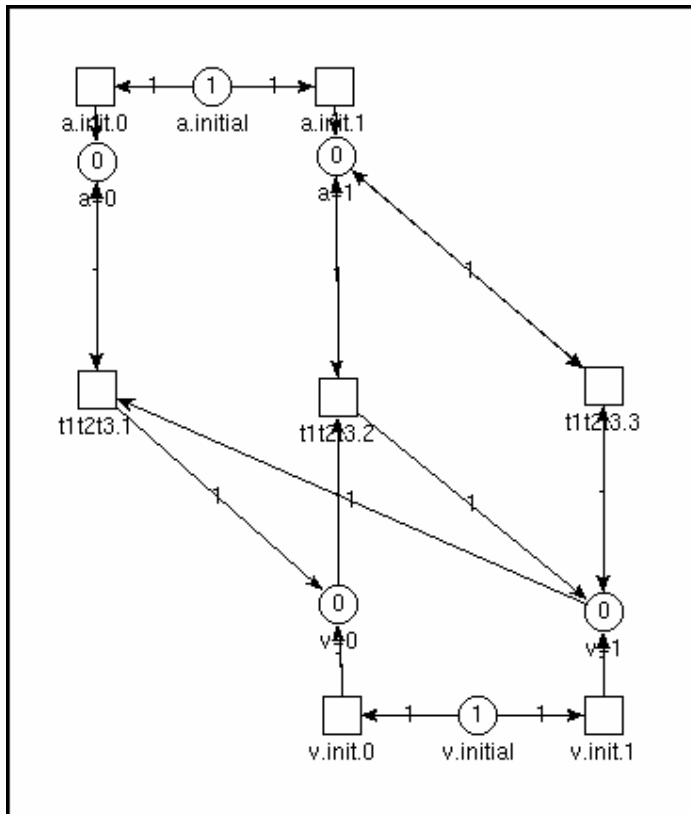 1 1 1
a.init.0 a.initial a.init.1
0 0
a=0 a=1
1 1 1
t1t2t3.1 t1t2t3.2 t1t2t3.3
1 1 1
0 0
v=0 v=1
1 1 1
v.init.0 v.initial v.init.1